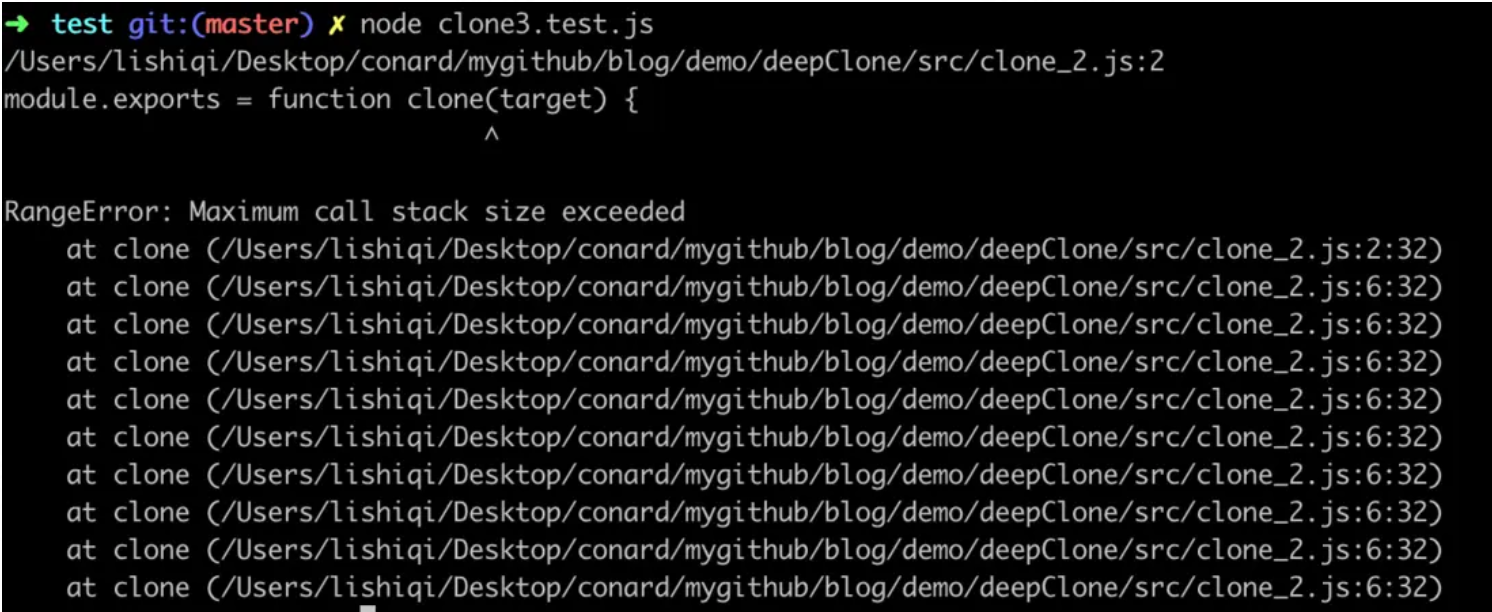 ➜ test git:(master) ✗ node clone3.test.js
/Users/lishiqi/Desktop/conard/mygithub/blog/demo/deepClone/src/clone_2.js:2
module.exports = function clone(target) {
^
RangeError: Maximum call stack size exceeded
at clone (/Users/lishiqi/Desktop/conard/mygithub/blog/demo/deepClone/src/clone_2.js:2:32)
at clone (/Users/lishiqi/Desktop/conard/mygithub/blog/demo/deepClone/src/clone_2.js:6:32)
at clone (/Users/lishiqi/Desktop/conard/mygithub/blog/demo/deepClone/src/clone_2.js:6:32)
at clone (/Users/lishiqi/Desktop/conard/mygithub/blog/demo/deepClone/src/clone_2.js:6:32)
at clone (/Users/lishiqi/Desktop/conard/mygithub/blog/demo/deepClone/src/clone_2.js:6:32)
at clone (/Users/lishiqi/Desktop/conard/mygithub/blog/demo/deepClone/src/clone_2.js:6:32)
at clone (/Users/lishiqi/Desktop/conard/mygithub/blog/demo/deepClone/src/clone_2.js:6:32)
at clone (/Users/lishiqi/Desktop/conard/mygithub/blog/demo/deepClone/src/clone_2.js:6:32)
at clone (/Users/lishiqi/Desktop/conard/mygithub/blog/demo/deepClone/src/clone_2.js:6:32)
at clone (/Users/lishiqi/Desktop/conard/mygithub/blog/demo/deepClone/src/clone_2.js:6:32)